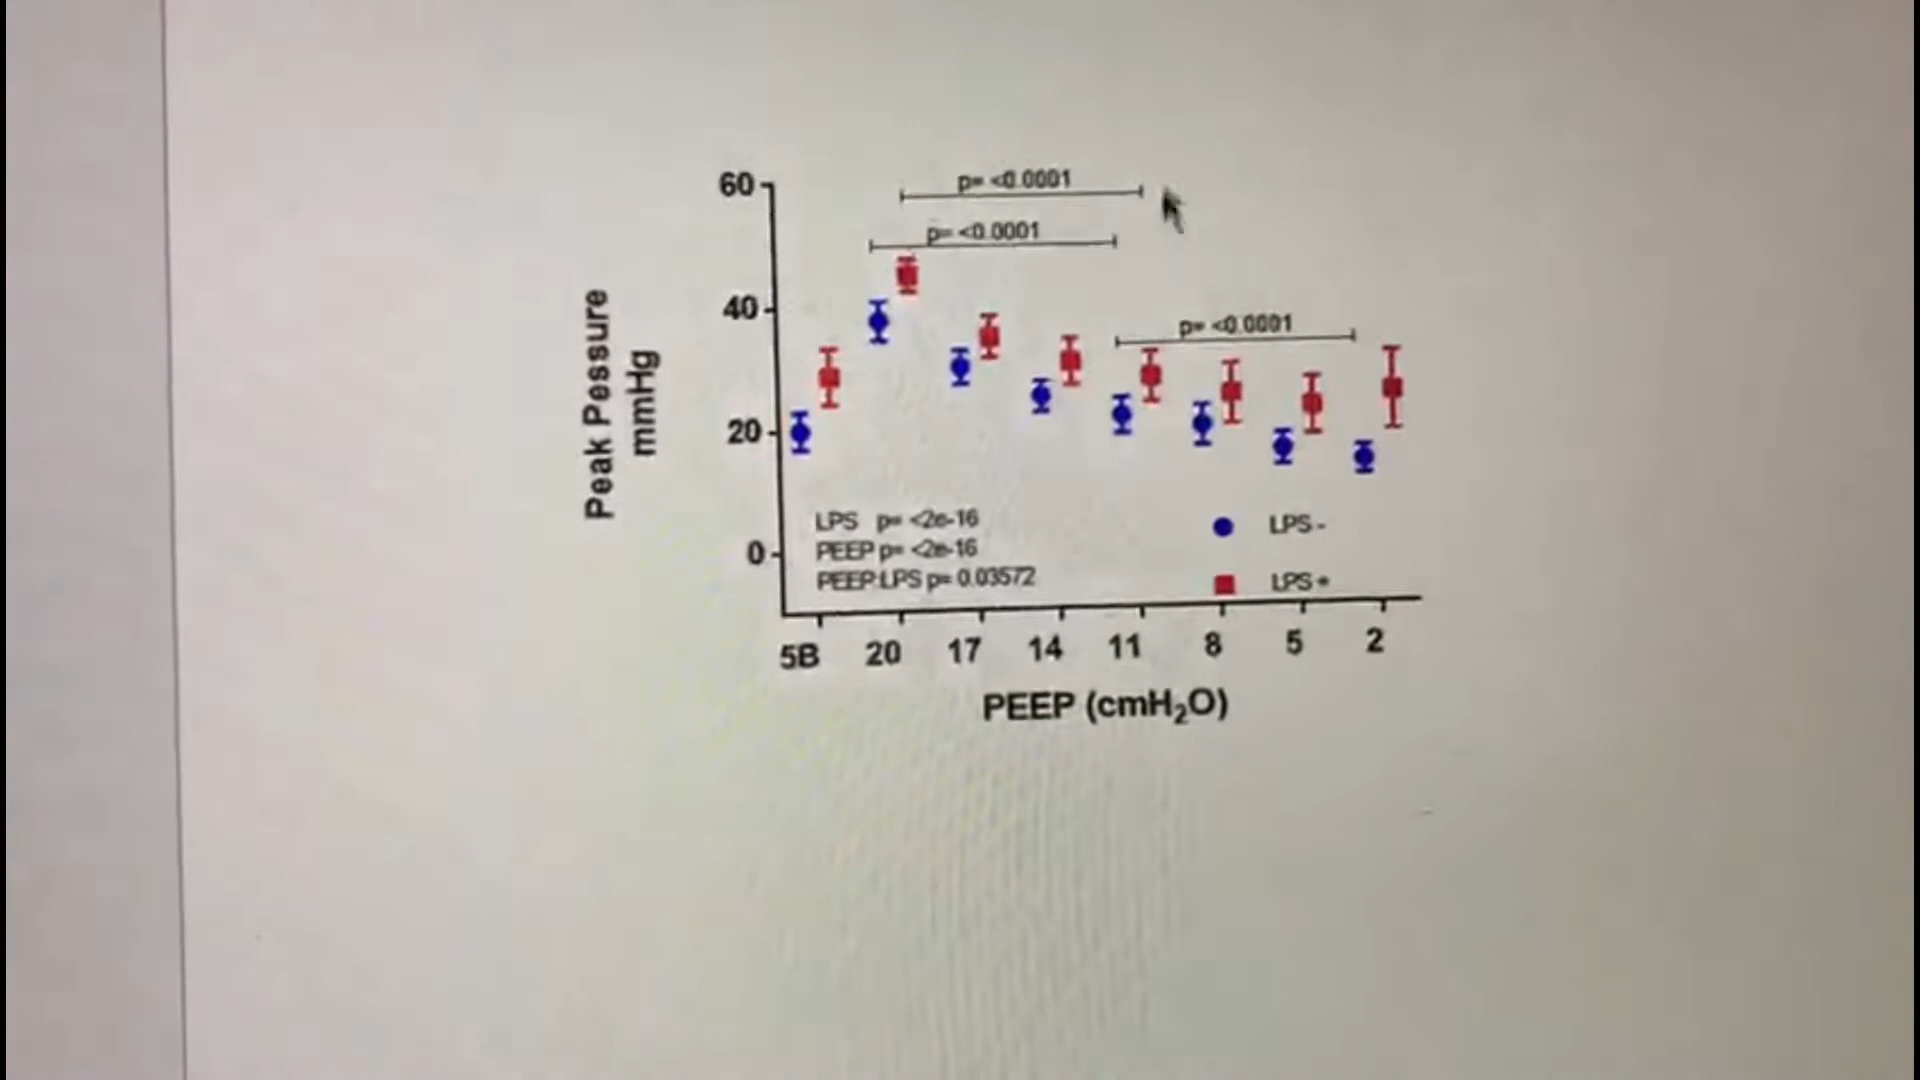 60
p= <0.0001
p= <0.0001
40
p= <0.0001
20
0
Peak Pessure
mmHg
LPS p= <2e-16
PEEP p= <2e-16
PEEP:LPS p= 0.03572
LPS -
LPS +
5B 20 17 14 11 8 5 2
PEEP (cmH₂O)